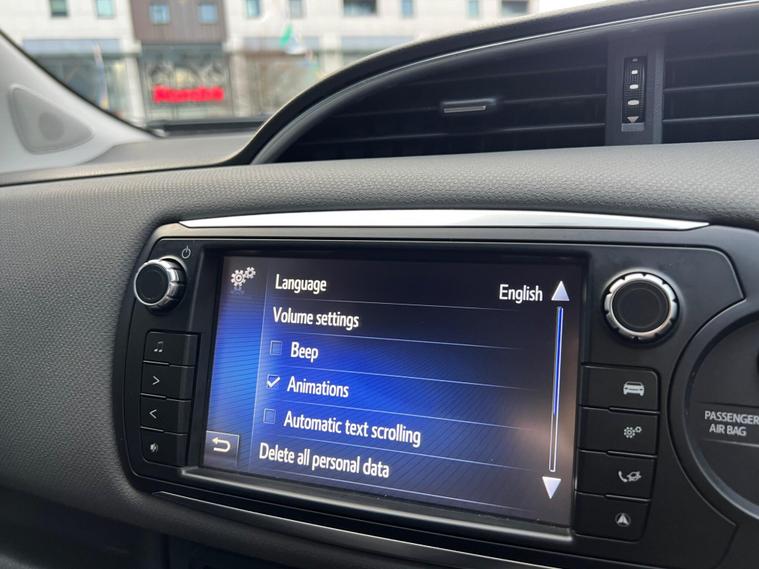 Language English
Volume settings
Beep
Animations
Automatic text scrolling
Delete all personal data
PASSENGER
AIR BAG